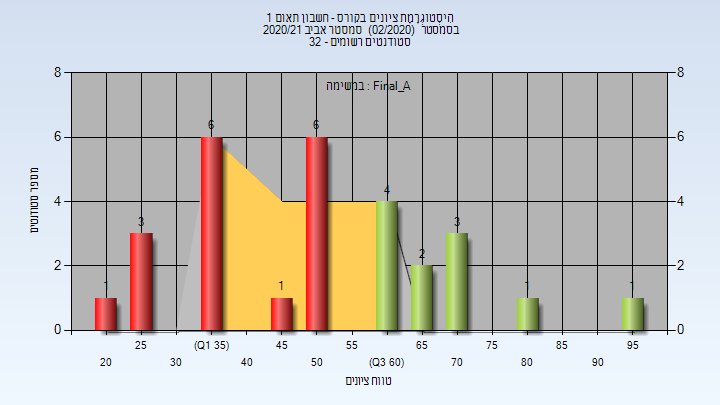 היסטוגרמת ציונים בקורס - חשבון תאום 1
בסמסטר (02/2020) סמסטר אביב 2020/21
סטודנטים רשומים - 32
במשימה : Final_A
מספר סטודנטים
8 8
6 6
4 4
2 2
0 0
1 3 6 1 6 4 2 3 1 1
25 (Q1 35) 45 55 65 75 85 95
20 30 40 50 (Q3 60) 70 80 90
טווח ציונים